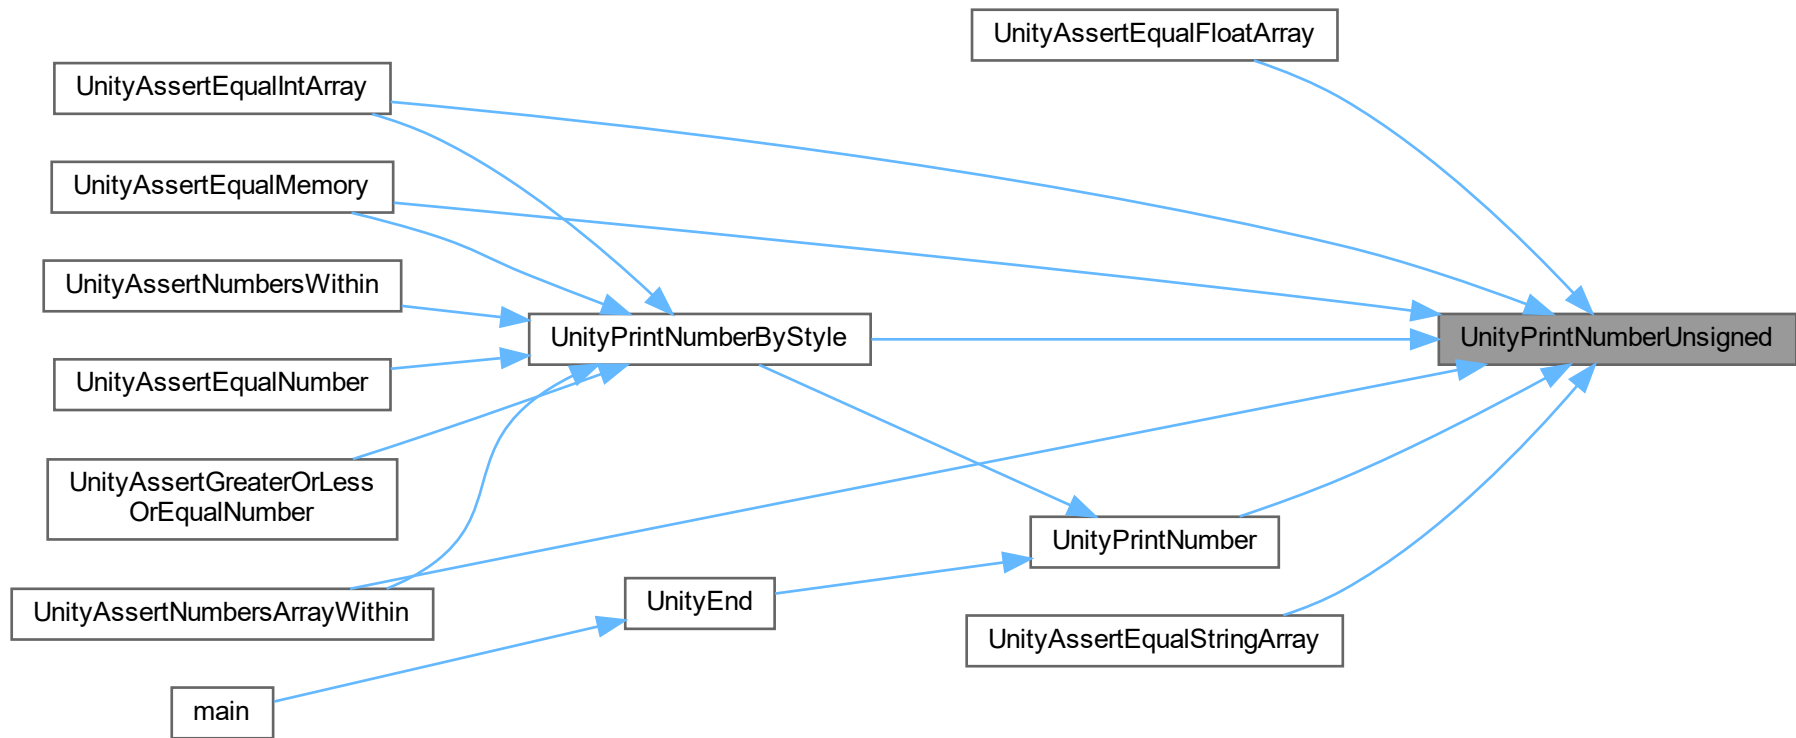 UnityAssertEqualFloatArray
UnityAssertEqualIntArray
UnityAssertEqualMemory
UnityAssertNumbersWithin
UnityPrintNumberByStyle
UnityPrintNumberUnsigned
UnityAssertEqualNumber
UnityAssertGreaterOrLess
OrEqualNumber
UnityPrintNumber
UnityEnd
UnityAssertNumbersArrayWithin
UnityAssertEqualStringArray
main